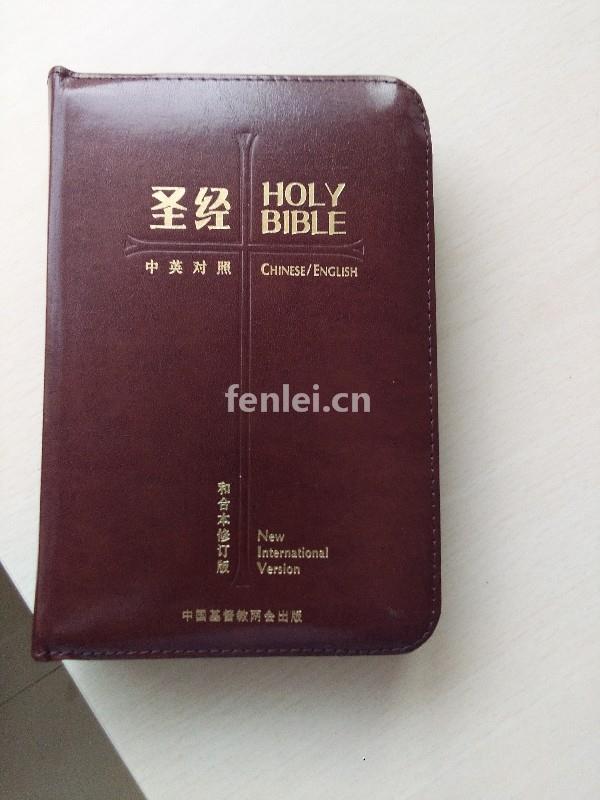 圣经
HOLY
BIBLE
中英对照
CHINESE/ENGLISH
fenlei.cn
和合本修订版
New
International
Version
中国基督教两会出版